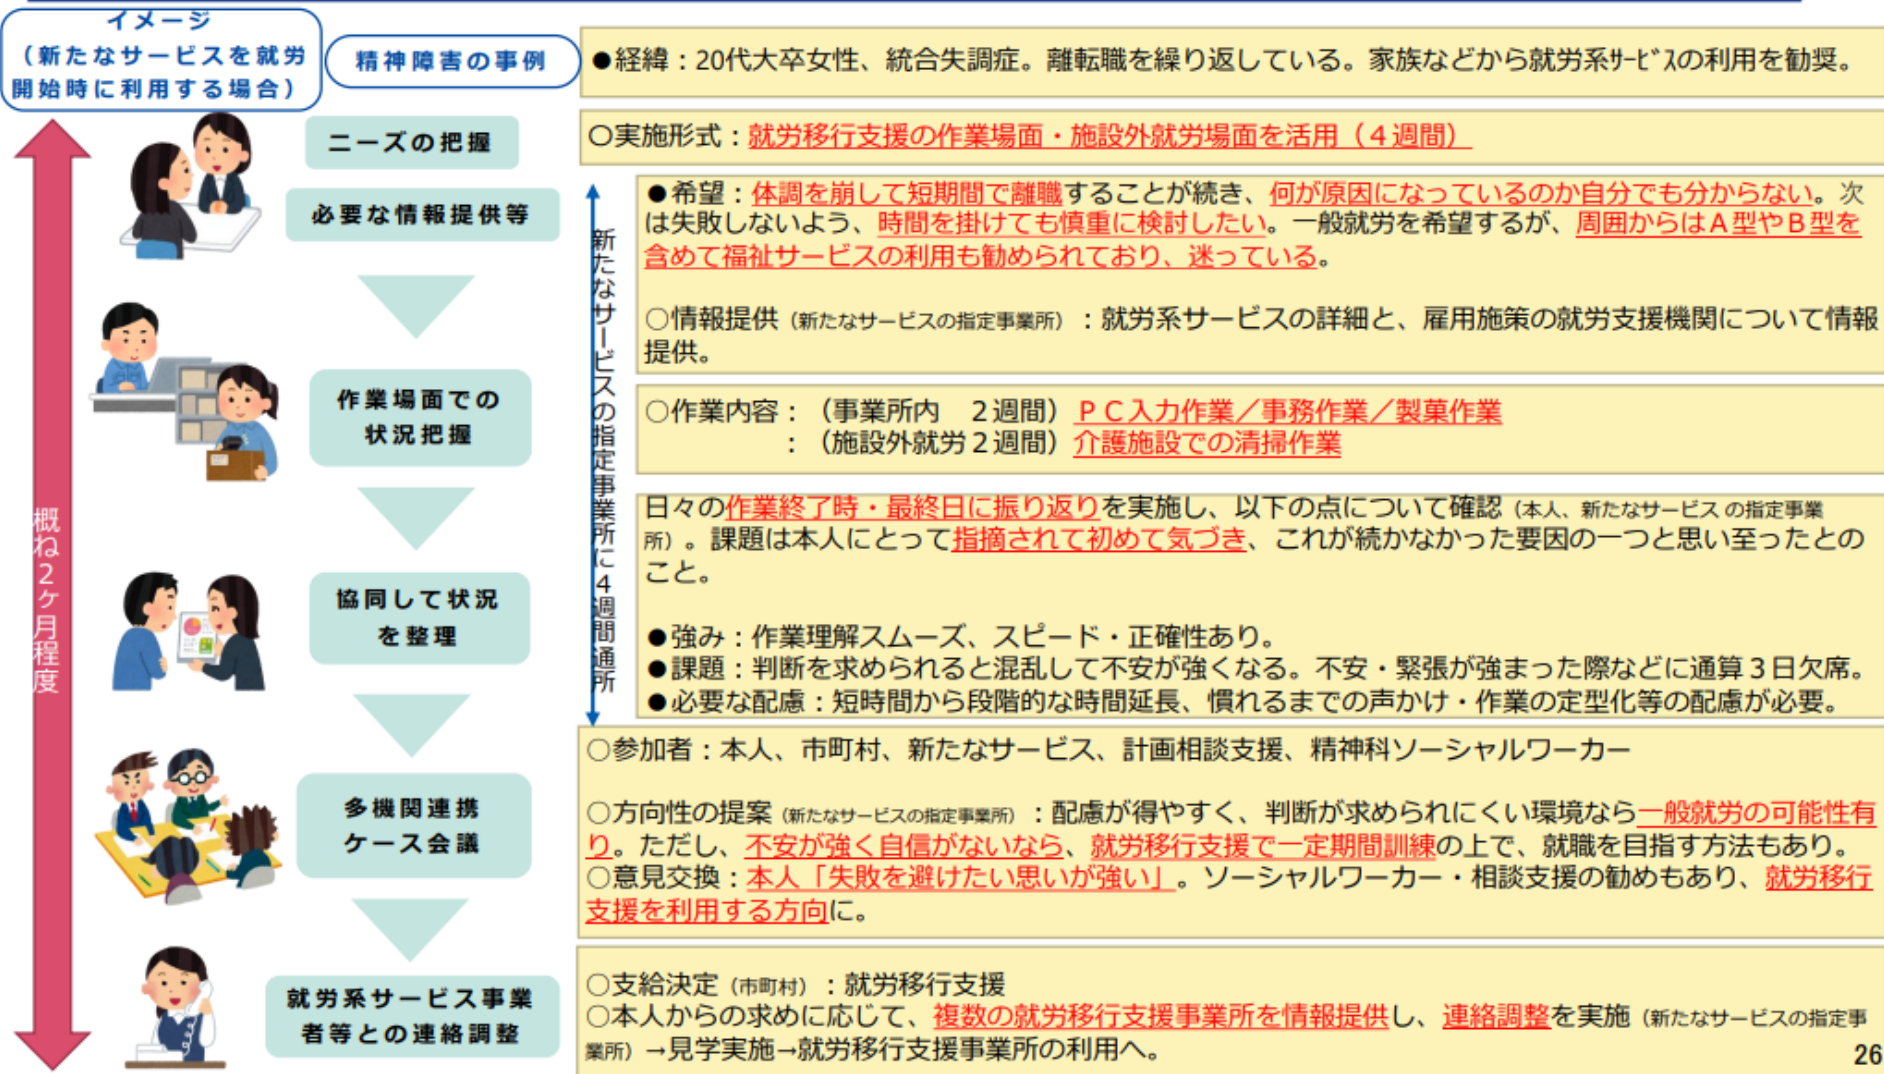 イメージ
（新たなサービスを就労
開始時に利用する場合）
精神障害の事例
●経緯：20代大卒女性、統合失調症。離転職を繰り返している。家族などから就労系ｻｰﾋﾞｽの利用を勧奨。
概ね２ヶ月程度
ニーズの把握
必要な情報提供等
〇実施形式：就労移行支援の作業場面・施設外就労場面を活用（４週間）
新たなサービスの指定事業所に４週間通所
●希望：体調を崩して短期間で離職することが続き、何が原因になっているのか自分でも分からない。次
は失敗しないよう、時間を掛けても慎重に検討したい。一般就労を希望するが、周囲からはＡ型やＢ型を
含めて福祉サービスの利用も勧められており、迷っている。
○情報提供（新たなサービスの指定事業所）：就労系サービスの詳細と、雇用施策の就労支援機関について情報
提供。
作業場面での
状況把握
○作業内容：（事業所内　２週間）ＰＣ入力作業／事務作業／製菓作業
：（施設外就労２週間）介護施設での清掃作業
協同して状況
を整理
日々の作業終了時・最終日に振り返りを実施し、以下の点について確認（本人、新たなサービス の指定事業
所）。課題は本人にとって指摘されて初めて気づき、これが続かなかった要因の一つと思い至ったとの
こと。
●強み：作業理解スムーズ、スピード・正確性あり。
●課題：判断を求められると混乱して不安が強くなる。不安・緊張が強まった際などに通算３日欠席。
●必要な配慮：短時間から段階的な時間延長、慣れるまでの声かけ・作業の定型化等の配慮が必要。
多機関連携
ケース会議
○参加者：本人、市町村、新たなサービス、計画相談支援、精神科ソーシャルワーカー
○方向性の提案（新たなサービスの指定事業所）：配慮が得やすく、判断が求められにくい環境なら一般就労の可能性有
り。ただし、不安が強く自信がないなら、就労移行支援で一定期間訓練の上で、就職を目指す方法もあり。
○意見交換：本人「失敗を避けたい思いが強い」。ソーシャルワーカー・相談支援の勧めもあり、就労移行
支援を利用する方向に。
就労系サービス事業
者等との連絡調整
○支給決定（市町村）：就労移行支援
○本人からの求めに応じて、複数の就労移行支援事業所を情報提供し、連絡調整を実施（新たなサービスの指定事
業所）→見学実施→就労移行支援事業所の利用へ。
26